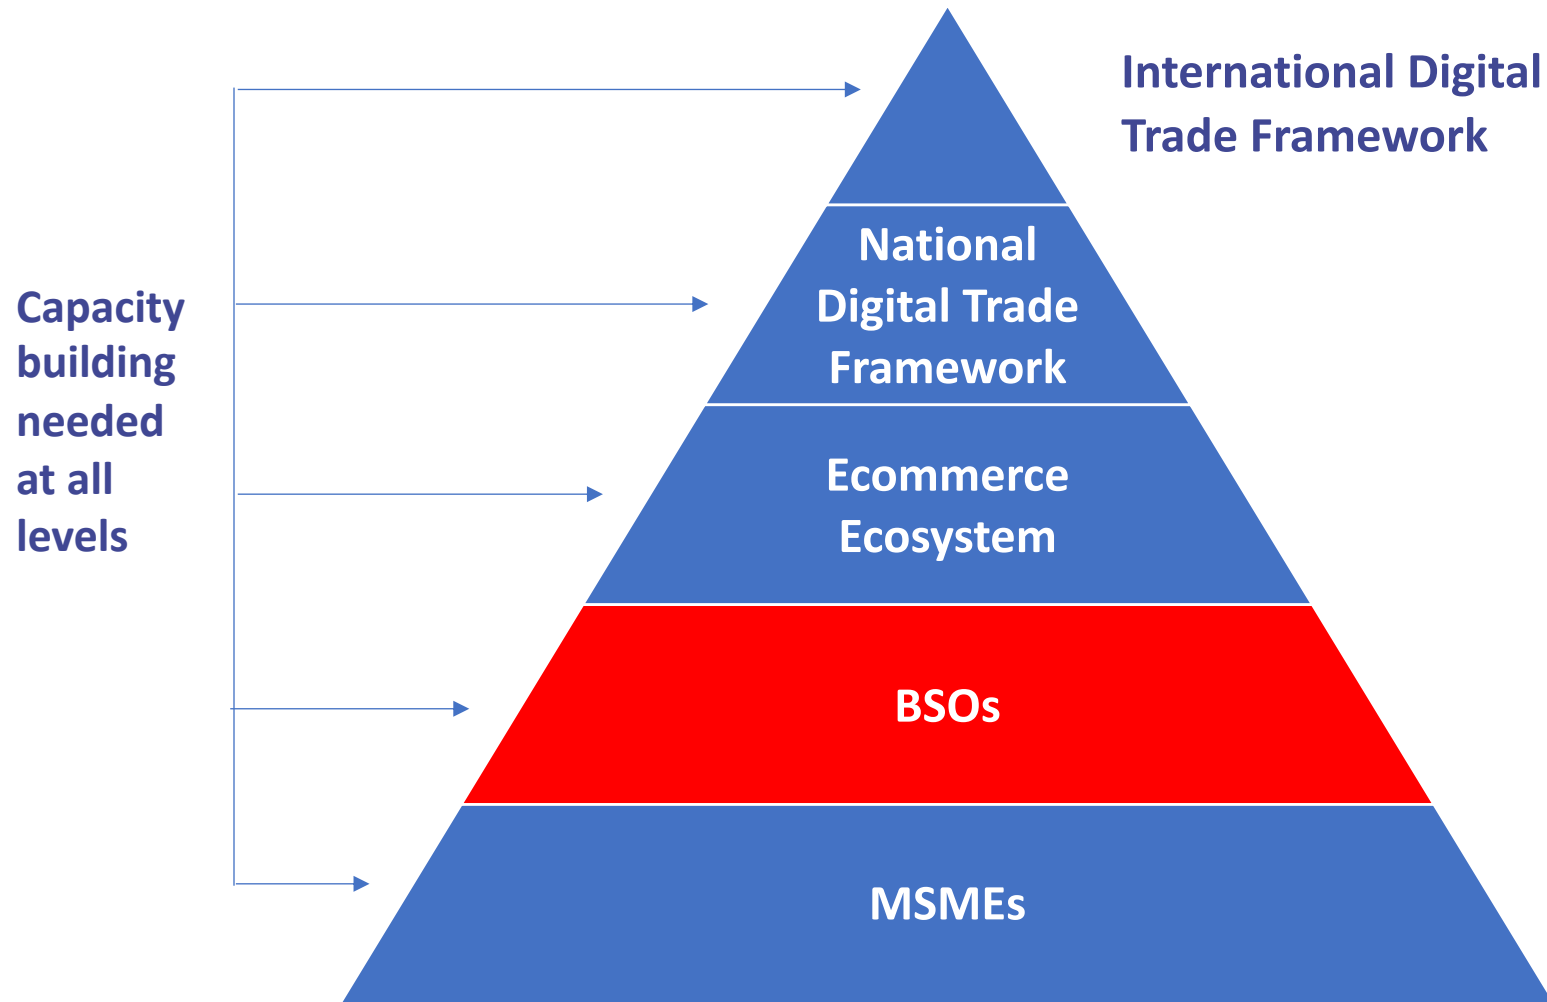 International Digital
Trade Framework
National
Digital Trade
Framework
Capacity
building
needed
at all
levels
Ecommerce
Ecosystem
BSOs
MSMEs